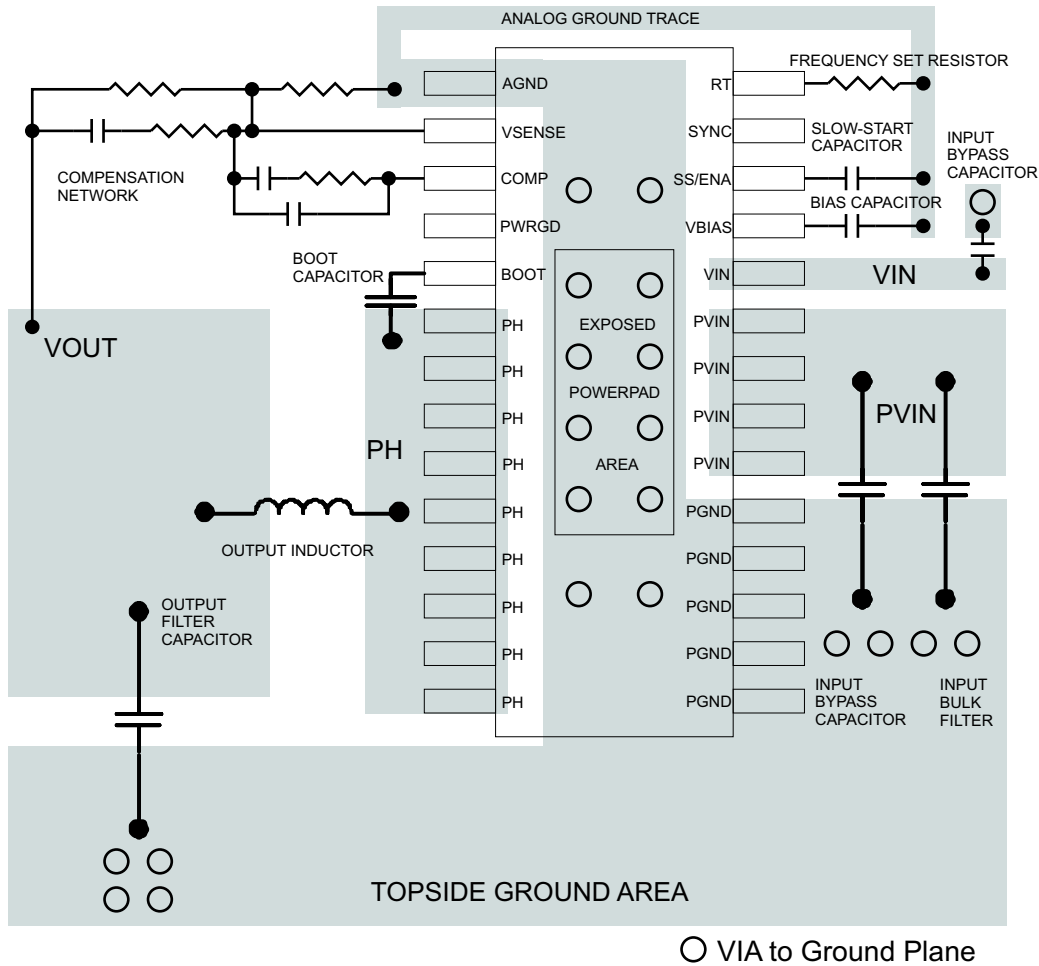 ANALOG GROUND TRACE
FREQUENCY SET RESISTOR
AGND
RT
VSENSE
SYNC
SLOW-START
CAPACITOR
INPUT
BYPASS
CAPACITOR
COMPENSATION
NETWORK
COMP
SS/ENA
BIAS CAPACITOR
PWRGD
VBIAS
BOOT
CAPACITOR
BOOT
VIN
VIN
PH
EXPOSED
PVIN
VOUT
PH
POWERPAD
PVIN
PH
PVIN
PVIN
PH
PH
AREA
PVIN
PH
PGND
OUTPUT INDUCTOR
PH
PGND
OUTPUT
FILTER
CAPACITOR
PH
PGND
PH
PGND
PH
PGND
INPUT
BYPASS
CAPACITOR
INPUT
BULK
FILTER
TOPSIDE GROUND AREA
VIA to Ground Plane